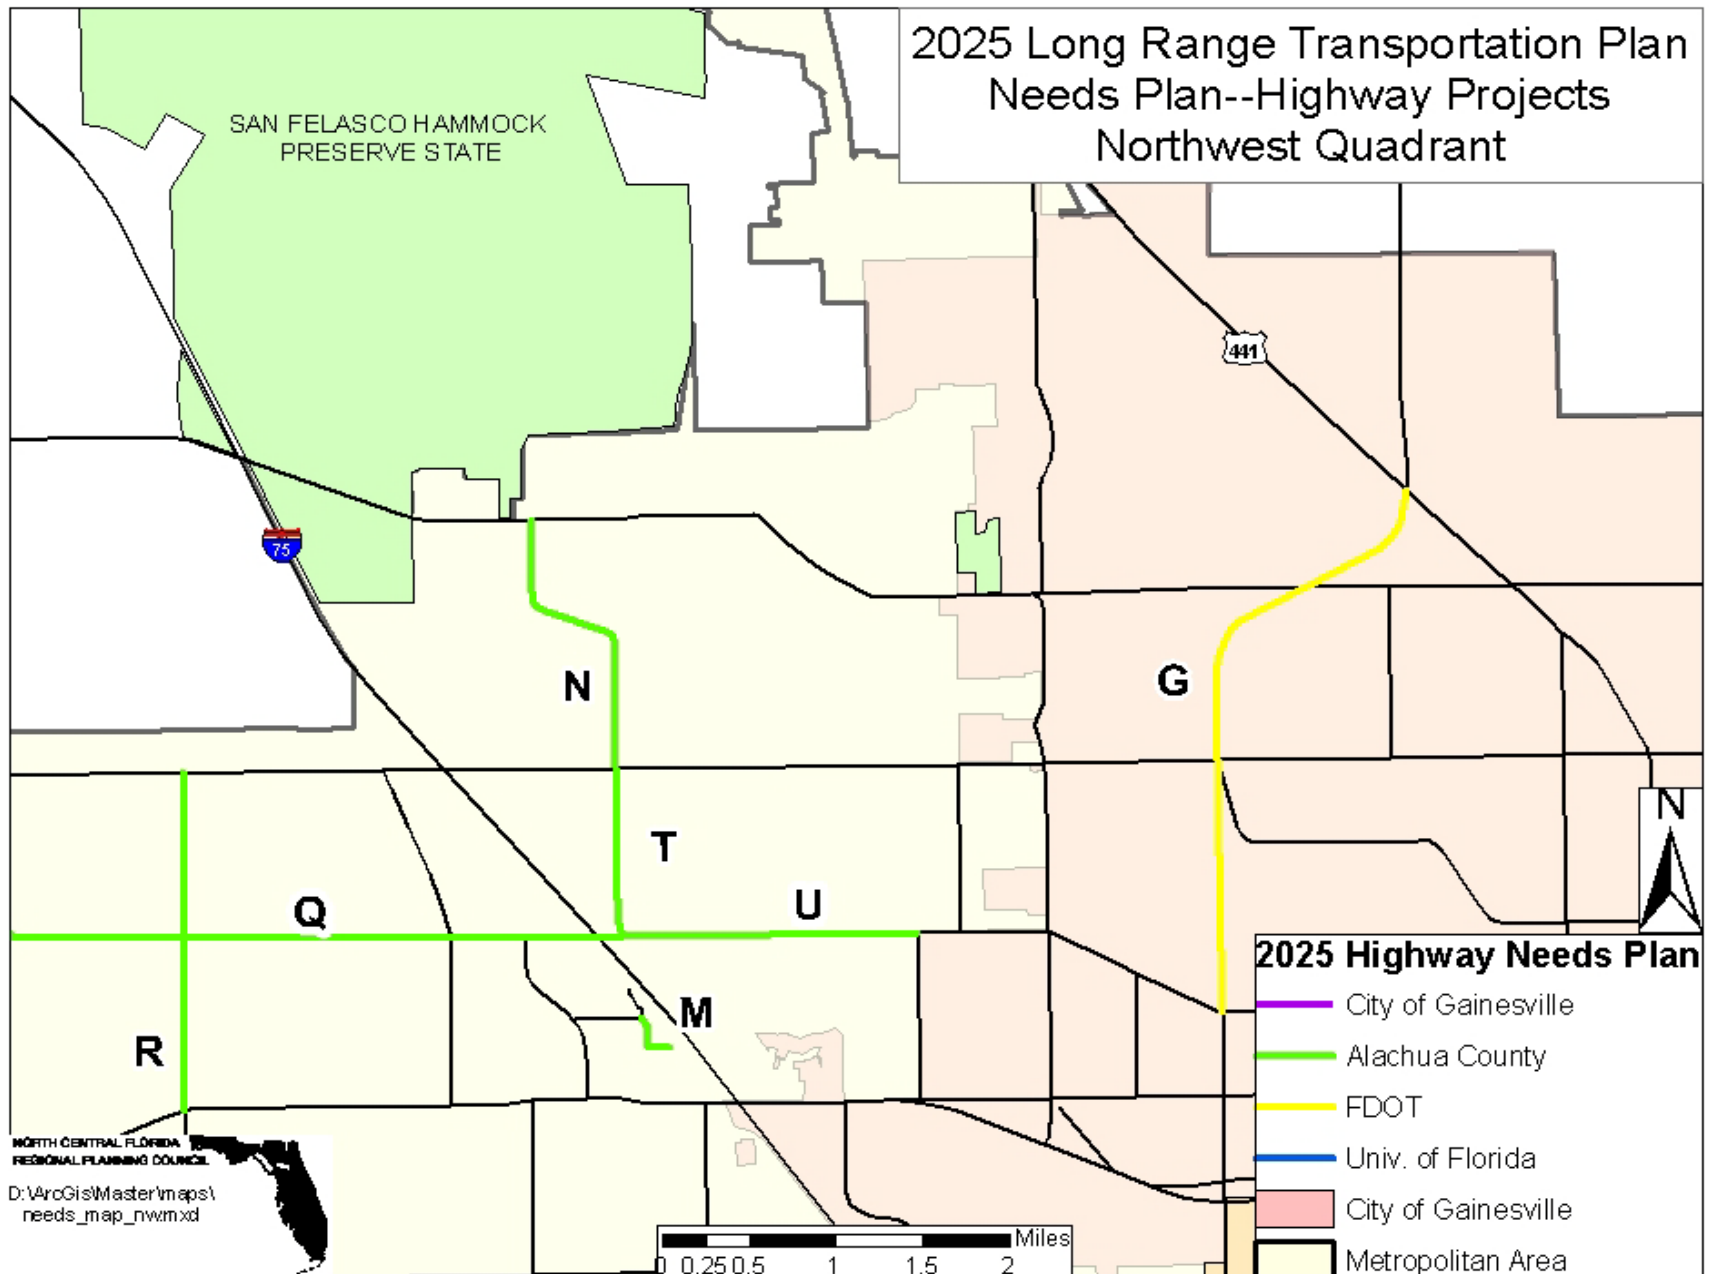 2025 Long Range Transportation Plan
Needs Plan--Highway Projects
Northwest Quadrant
SAN FELASCO HAMMOCK
PRESERVE STATE
441
75
N
G
T
Q
U
M
R
N
2025 Highway Needs Plan
City of Gainesville
Alachua County
FDOT
Univ. of Florida
City of Gainesville
Metropolitan Area
NORTH CENTRAL FLORIDA
REGIONAL PLANNING COUNCIL
D:\ArcGis\Master\maps\
needs_map_nw.mxd
Miles
0 0.25 0.5 1 1.5 2